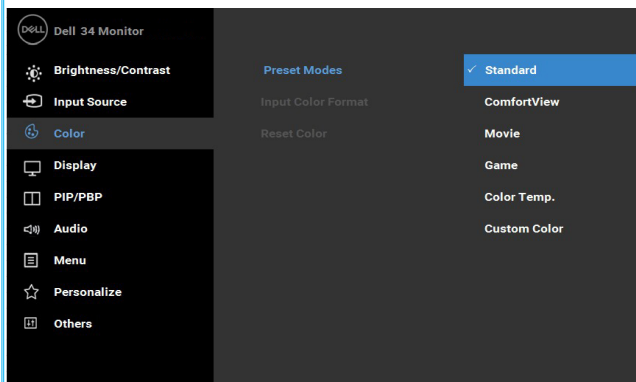 DELL Dell 34 Monitor
Brightness/Contrast Preset Modes ✓ Standard
Input Source Input Color Format ComfortView
Color Reset Color Movie
Display Game
PIP/PBP Color Temp.
Audio Custom Color
Menu
Personalize
Others